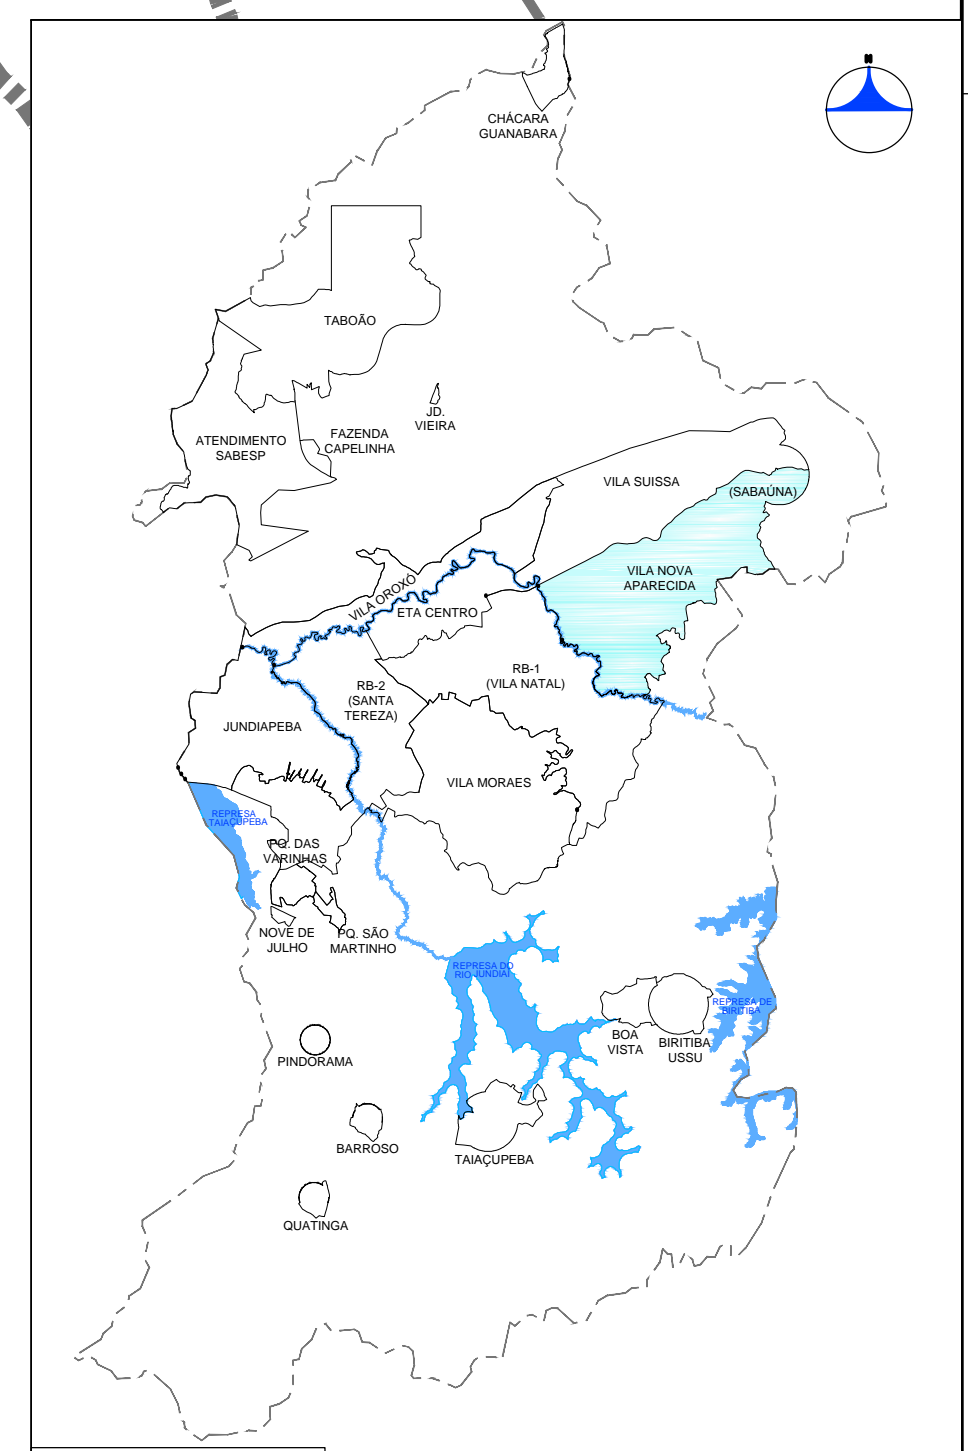 N
CHÁCARA
GUANABARA
TABOÃO
JD.
VIEIRA
FAZENDA
CAPELINHA
ATENDIMENTO
SABESP
VILA SUISSA
(SABAÚNA)
VILA NOVA
APARECIDA
VILA OROXÓ
ETA CENTRO
RB-1
(VILA NATAL)
RB-2
(SANTA
TEREZA)
JUNDIAPEBA
VILA MORAES
REPRESA
TAIAÇUPEBA
PQ. DAS
VARINHAS
NOVE DE
JULHO
PQ. SÃO
MARTINHO
REPRESA DO
RIO JUNDIAÍ
REPRESA DE
BIRITIBA
BOA
VISTA
BIRITIBA
USSU
PINDORAMA
BARROSO
TAIAÇUPEBA
QUATINGA